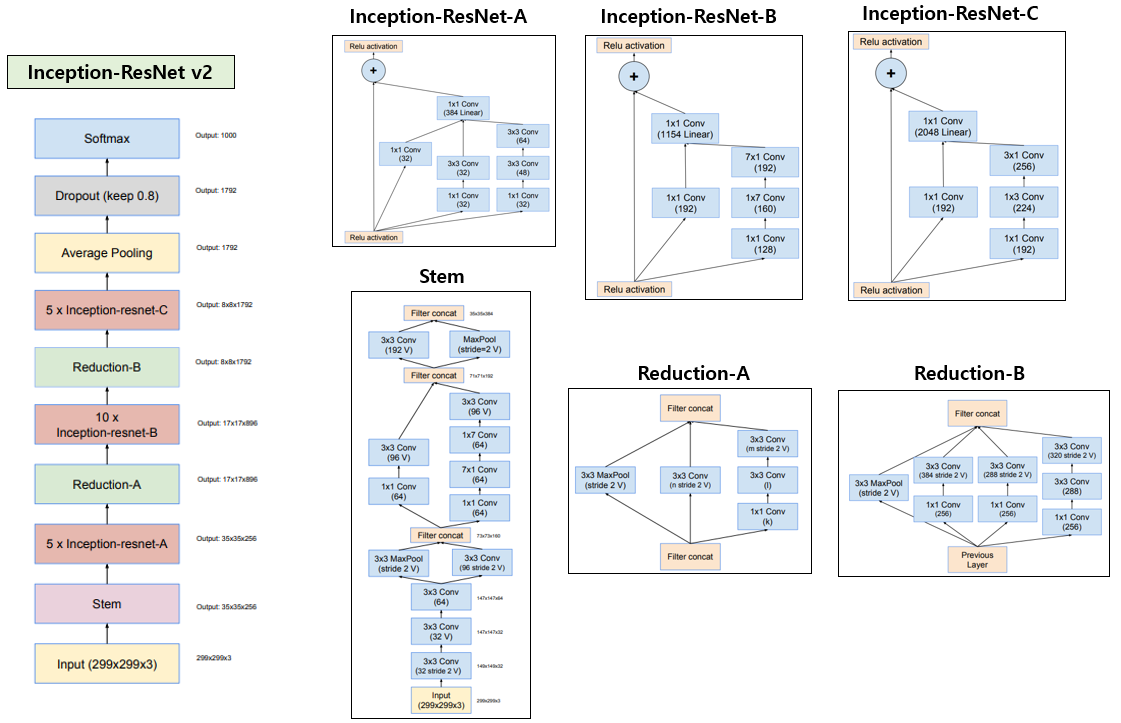 Inception-ResNet v2
Softmax
Output: 1000
Dropout (keep 0.8)
Output: 1792
Average Pooling
Output: 1792
5 x Inception-resnet-C
Output: 8x8x1792
Reduction-B
Output: 8x8x1792
10 x
Inception-resnet-B
Output: 17x17x896
Reduction-A
Output: 17x17x896
5 x Inception-resnet-A
Output: 35x35x256
Stem
Output: 35x35x256
Input (299x299x3)
299x299x3
Inception-ResNet-A
Relu activation
+
1x1 Conv
(384 Linear)
1x1 Conv
(32)
3x3 Conv
(32)
3x3 Conv
(64)
3x3 Conv
(48)
1x1 Conv
(32)
1x1 Conv
(32)
Relu activation
Inception-ResNet-B
Relu activation
+
1x1 Conv
(1154 Linear)
7x1 Conv
(192)
1x1 Conv
(192)
1x7 Conv
(160)
1x1 Conv
(128)
Relu activation
Inception-ResNet-C
Relu activation
+
1x1 Conv
(2048 Linear)
3x1 Conv
(256)
1x1 Conv
(192)
1x3 Conv
(224)
1x1 Conv
(192)
Relu activation
Stem
Filter concat
35x35x384
3x3 Conv
(192 V)
MaxPool
(stride=2 V)
Filter concat
71x71x192
3x3 Conv
(96 V)
1x7 Conv
(64)
3x3 Conv
(96 V)
7x1 Conv
(64)
1x1 Conv
(64)
1x1 Conv
(64)
Filter concat
73x73x160
3x3 MaxPool
(stride 2 V)
3x3 Conv
(96 stride 2 V)
3x3 Conv
(64)
147x147x64
3x3 Conv
(32 V)
147x147x32
3x3 Conv
(32 stride 2 V)
149x149x32
Input
(299x299x3)
299x299x3
Reduction-A
Filter concat
3x3 MaxPool
(stride 2 V)
3x3 Conv
(n stride 2 V)
3x3 Conv
(m stride 2 V)
3x3 Conv
(l)
1x1 Conv
(k)
Filter concat
Reduction-B
Filter concat
3x3 MaxPool
(stride 2 V)
3x3 Conv
(384 stride 2 V)
3x3 Conv
(288 stride 2 V)
3x3 Conv
(320 stride 2 V)
3x3 Conv
(288)
1x1 Conv
(256)
1x1 Conv
(256)
1x1 Conv
(256)
Previous
Layer